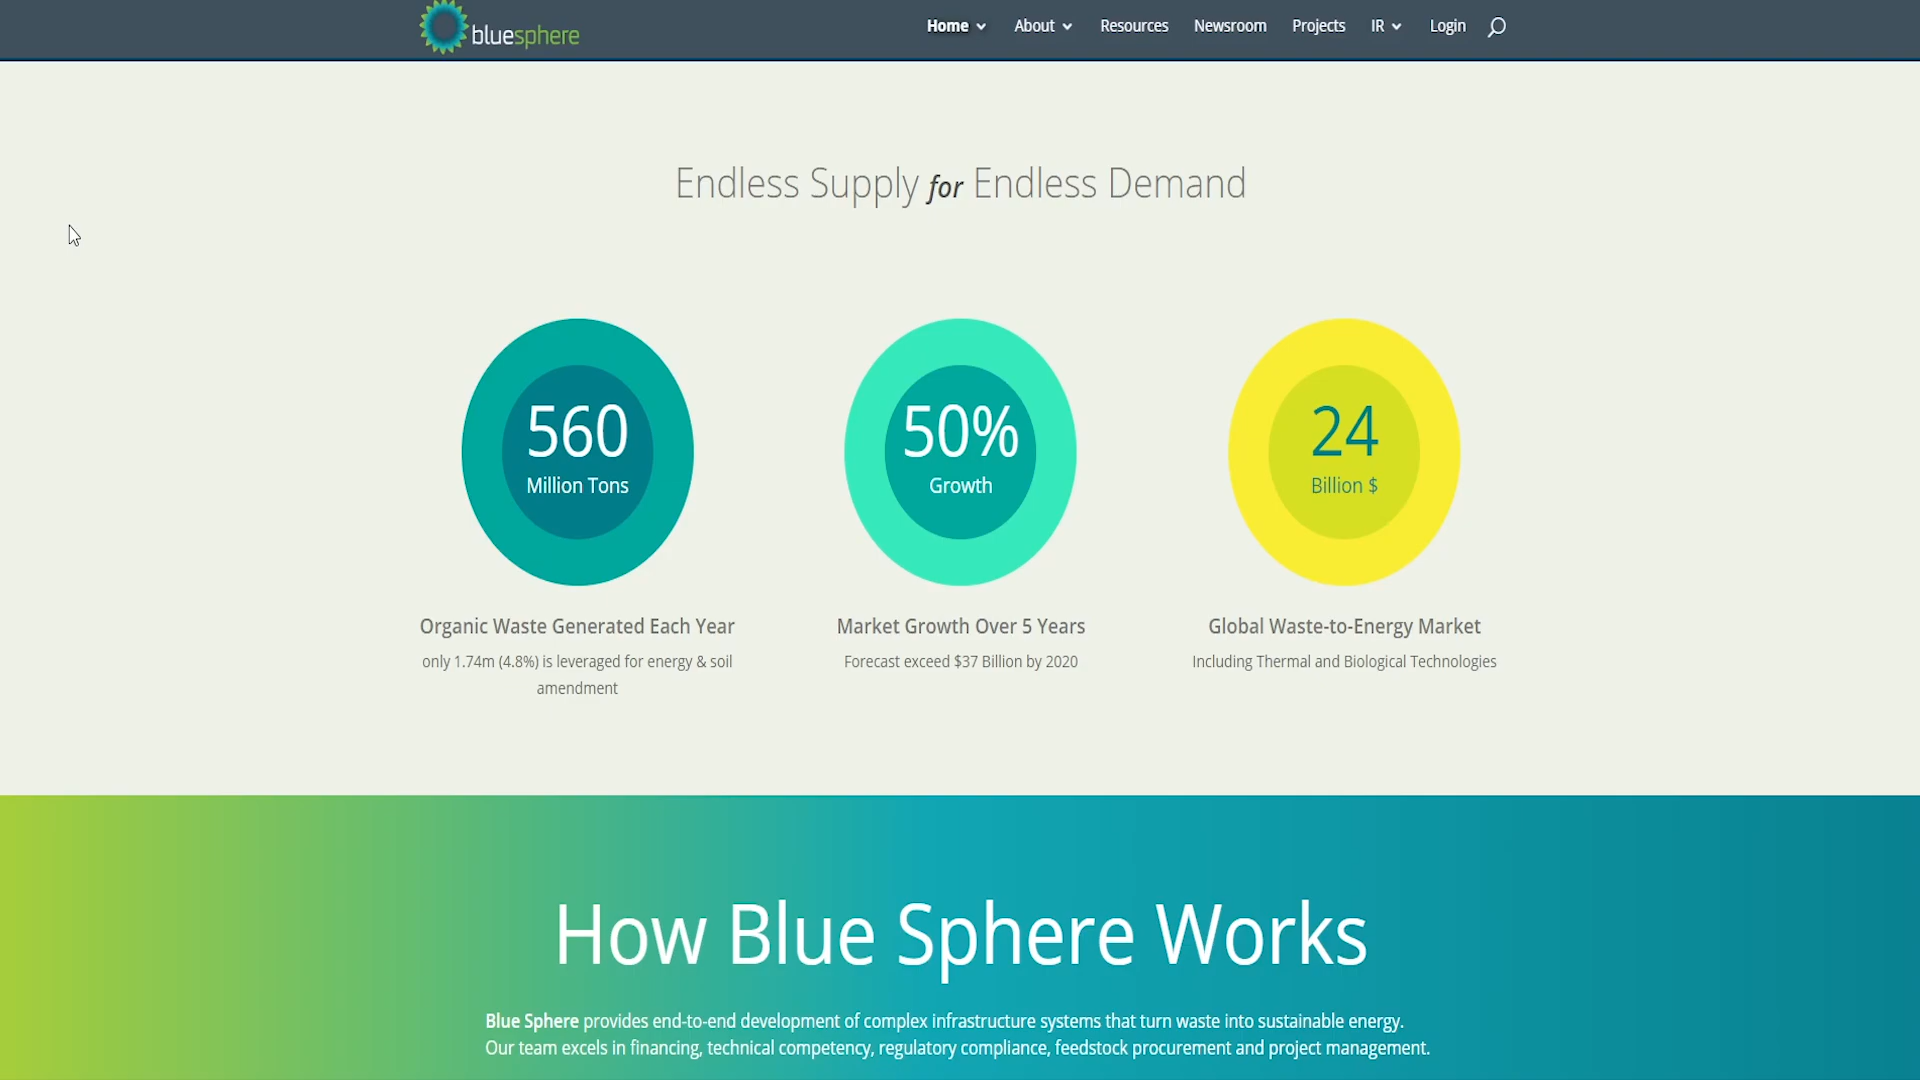 bluesphere
Home About Resources Newsroom Projects IR Login
Endless Supply for Endless Demand
560
Million Tons
50%
Growth
24
Billion $
Organic Waste Generated Each Year
only 1.74m (4.8%) is leveraged for energy & soil
amendment
Market Growth Over 5 Years
Forecast exceed $37 Billion by 2020
Global Waste-to-Energy Market
Including Thermal and Biological Technologies
How Blue Sphere Works
Blue Sphere provides end-to-end development of complex infrastructure systems that turn waste into sustainable energy.
Our team excels in financing, technical competency, regulatory compliance, feedstock procurement and project management.